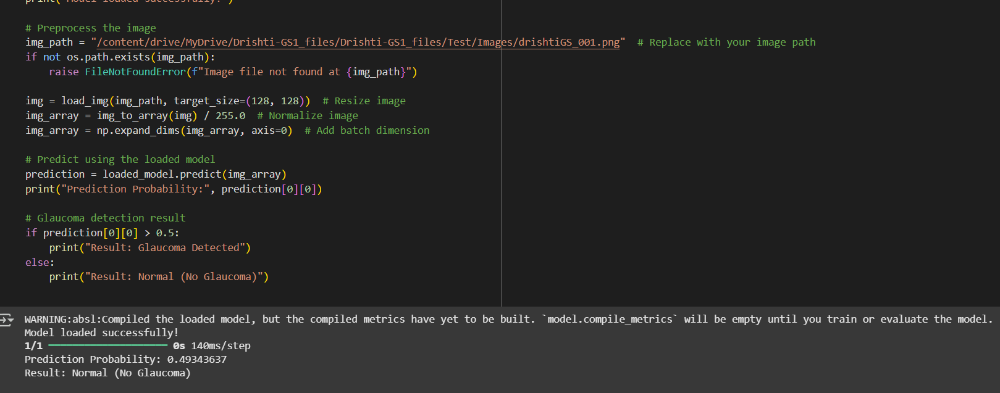 print("Model loaded successfully!")

# Preprocess the image
img_path = "/content/drive/MyDrive/Drishti-GS1_files/Drishti-GS1_files/Test/Images/drishtiGS_001.png"  # Replace with your image path
if not os.path.exists(img_path):
    raise FileNotFoundError(f"Image file not found at {img_path}")

img = load_img(img_path, target_size=(128, 128))  # Resize image
img_array = img_to_array(img) / 255.0  # Normalize image
img_array = np.expand_dims(img_array, axis=0)  # Add batch dimension

# Predict using the loaded model
prediction = loaded_model.predict(img_array)
print("Prediction Probability:", prediction[0][0])

# Glaucoma detection result
if prediction[0][0] > 0.5:
    print("Result: Glaucoma Detected")
else:
    print("Result: Normal (No Glaucoma)")

WARNING:absl:Compiled the loaded model, but the compiled metrics have yet to be built. `model.compile_metrics` will be empty until you train or evaluate the model.
Model loaded successfully!
1/1 ━━━━━━━━━━━━━━━━━━━━ 0s 140ms/step
Prediction Probability: 0.49343637
Result: Normal (No Glaucoma)